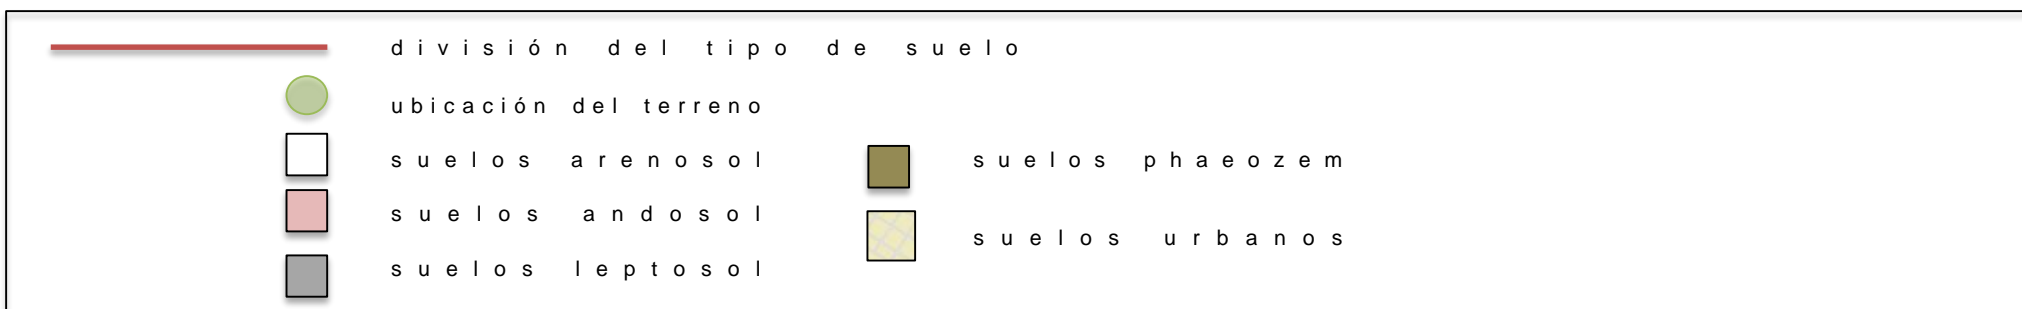 división del tipo de suelo
ubicación del terreno
suelos arenosol
suelos andosol
suelos leptosol
suelos phaeozem
suelos urbanos